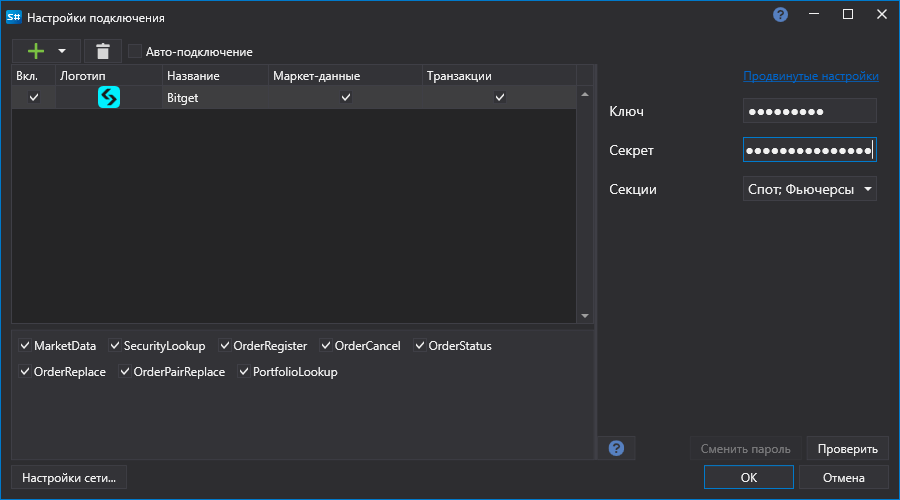 S# Настройки подключения ?
Авто-подключение
Вкл. Логотип Название Маркет-данные Транзакции
Bitget
Продвинутые настройки
Ключ ●●●●●●●●●
Секрет ●●●●●●●●●●●●●●●
Секции Спот; Фьючерсы
MarketData SecurityLookup OrderRegister OrderCancel OrderStatus
OrderReplace OrderPairReplace PortfolioLookup
? Сменить пароль Проверить
Настройки сети... OK Отмена